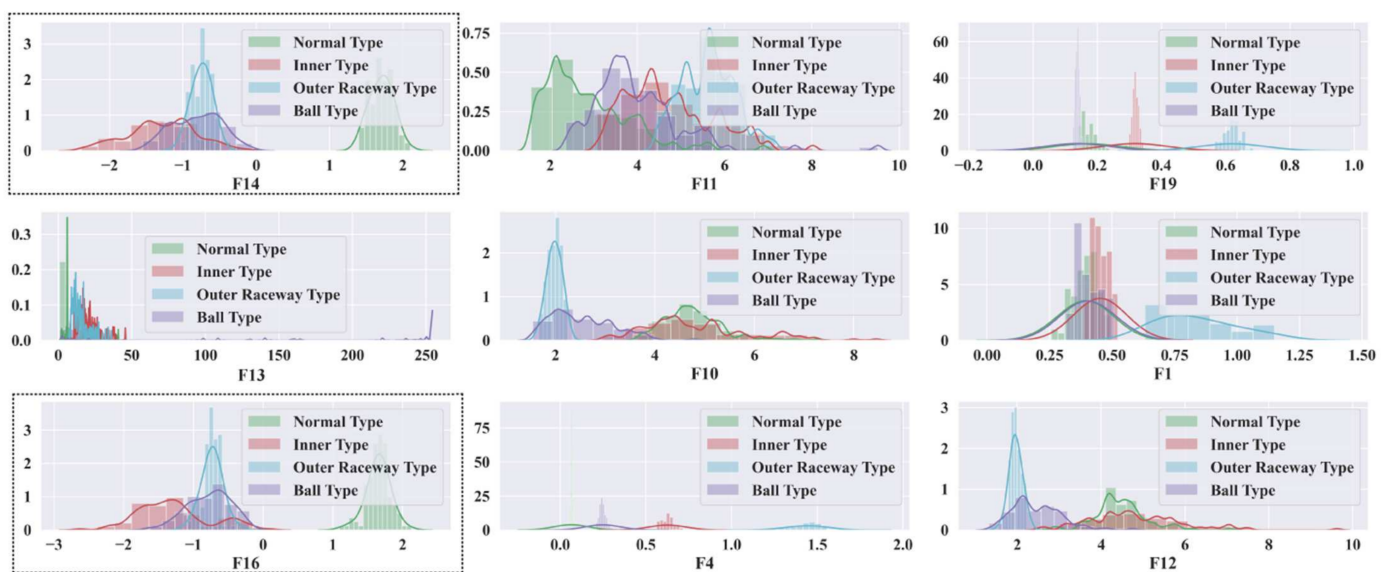 3
2
1
0
Normal Type
Inner Type
Outer Raceway Type
Ball Type
−2 −1 0 1 2
F14
0.75
0.50
0.25
0.00
Normal Type
Inner Type
Outer Raceway Type
Ball Type
2 4 6 8 10
F11
60
40
20
0
Normal Type
Inner Type
Outer Raceway Type
Ball Type
−0.2 0.0 0.2 0.4 0.6 0.8 1.0
F19
0.3
0.2
0.1
0.0
Normal Type
Inner Type
Outer Raceway Type
Ball Type
0 50 100 150 200 250
F13
2
1
0
Normal Type
Inner Type
Outer Raceway Type
Ball Type
2 4 6 8
F10
10
5
0
Normal Type
Inner Type
Outer Raceway Type
Ball Type
0.00 0.25 0.50 0.75 1.00 1.25 1.50
F1
3
2
1
0
Normal Type
Inner Type
Outer Raceway Type
Ball Type
−3 −2 −1 0 1 2
F16
75
50
25
0
Normal Type
Inner Type
Outer Raceway Type
Ball Type
0.0 0.5 1.0 1.5 2.0
F4
3
2
1
0
Normal Type
Inner Type
Outer Raceway Type
Ball Type
2 4 6 8 10
F12